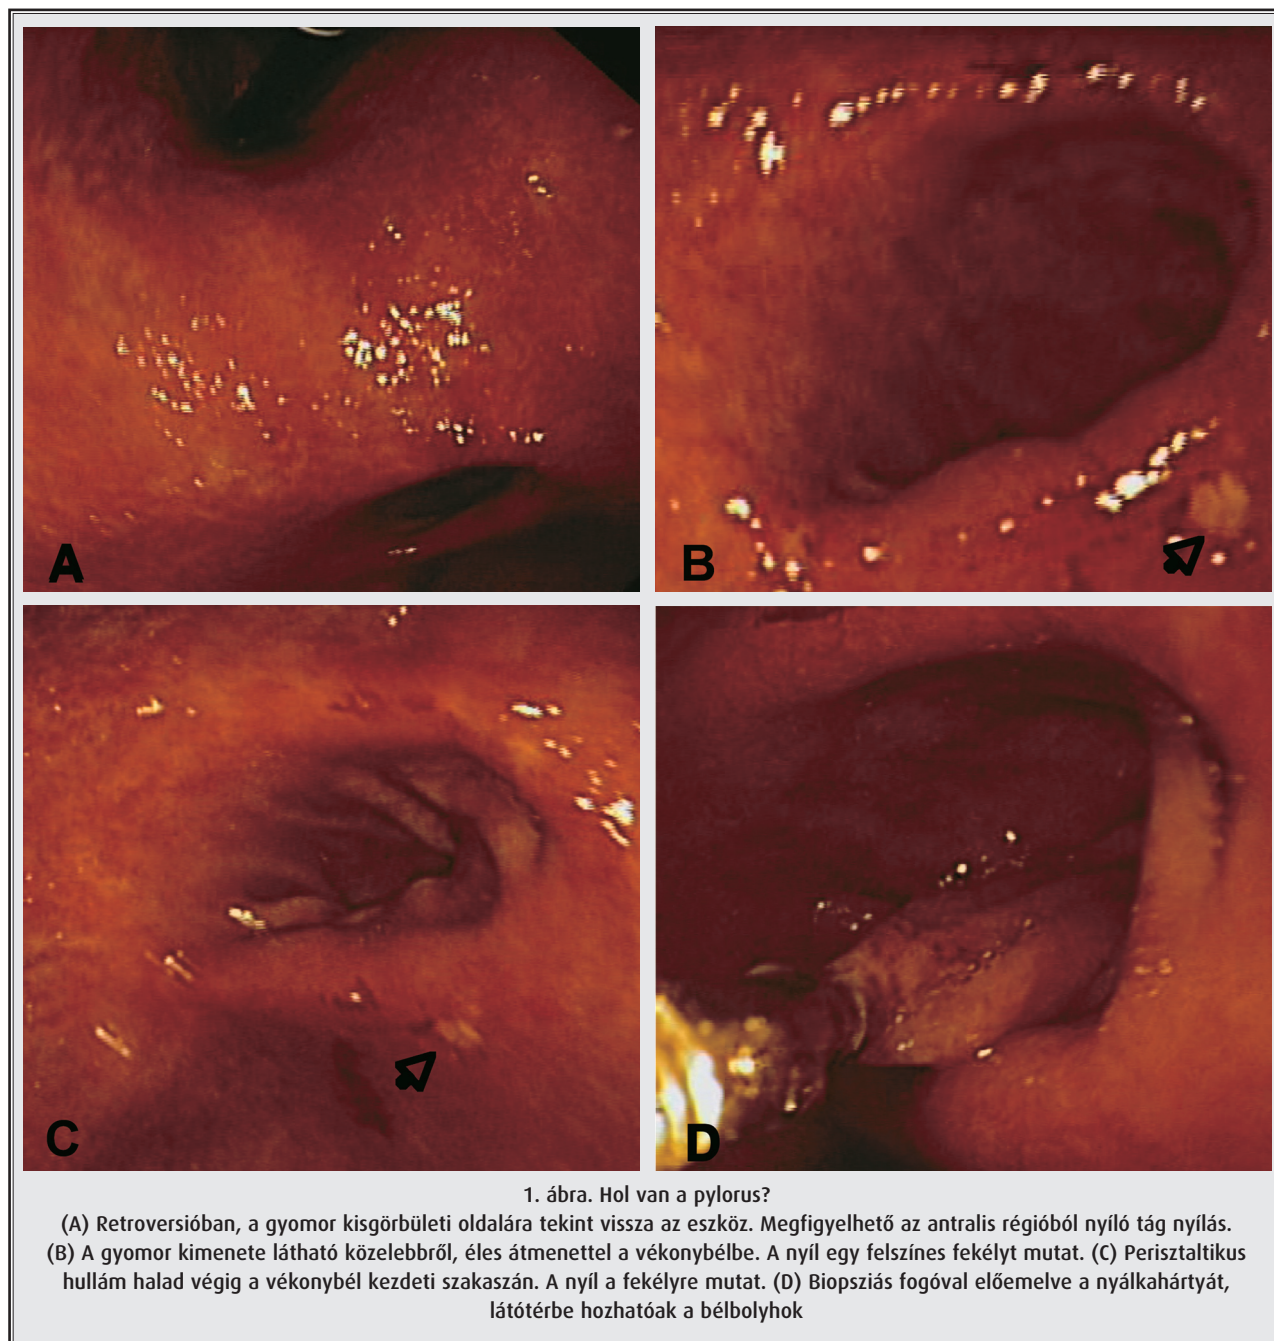 A
B
C
D
1. ábra. Hol van a pylorus?
(A) Retroversióban, a gyomor kisgörbületi oldalára tekint vissza az eszköz. Megfigyelhető az antralis régióból nyíló tág nyílás.
(B) A gyomor kimenete látható közelebbről, éles átmenettel a vékonybélbe. A nyíl egy felszínes fekélyt mutat. (C) Perisztaltikus
hullám halad végig a vékonybél kezdeti szakaszán. A nyíl a fekélyre mutat. (D) Biopsziás fogóval előemelve a nyálkahártyát,
látótérbe hozhatóak a bélbolyhok